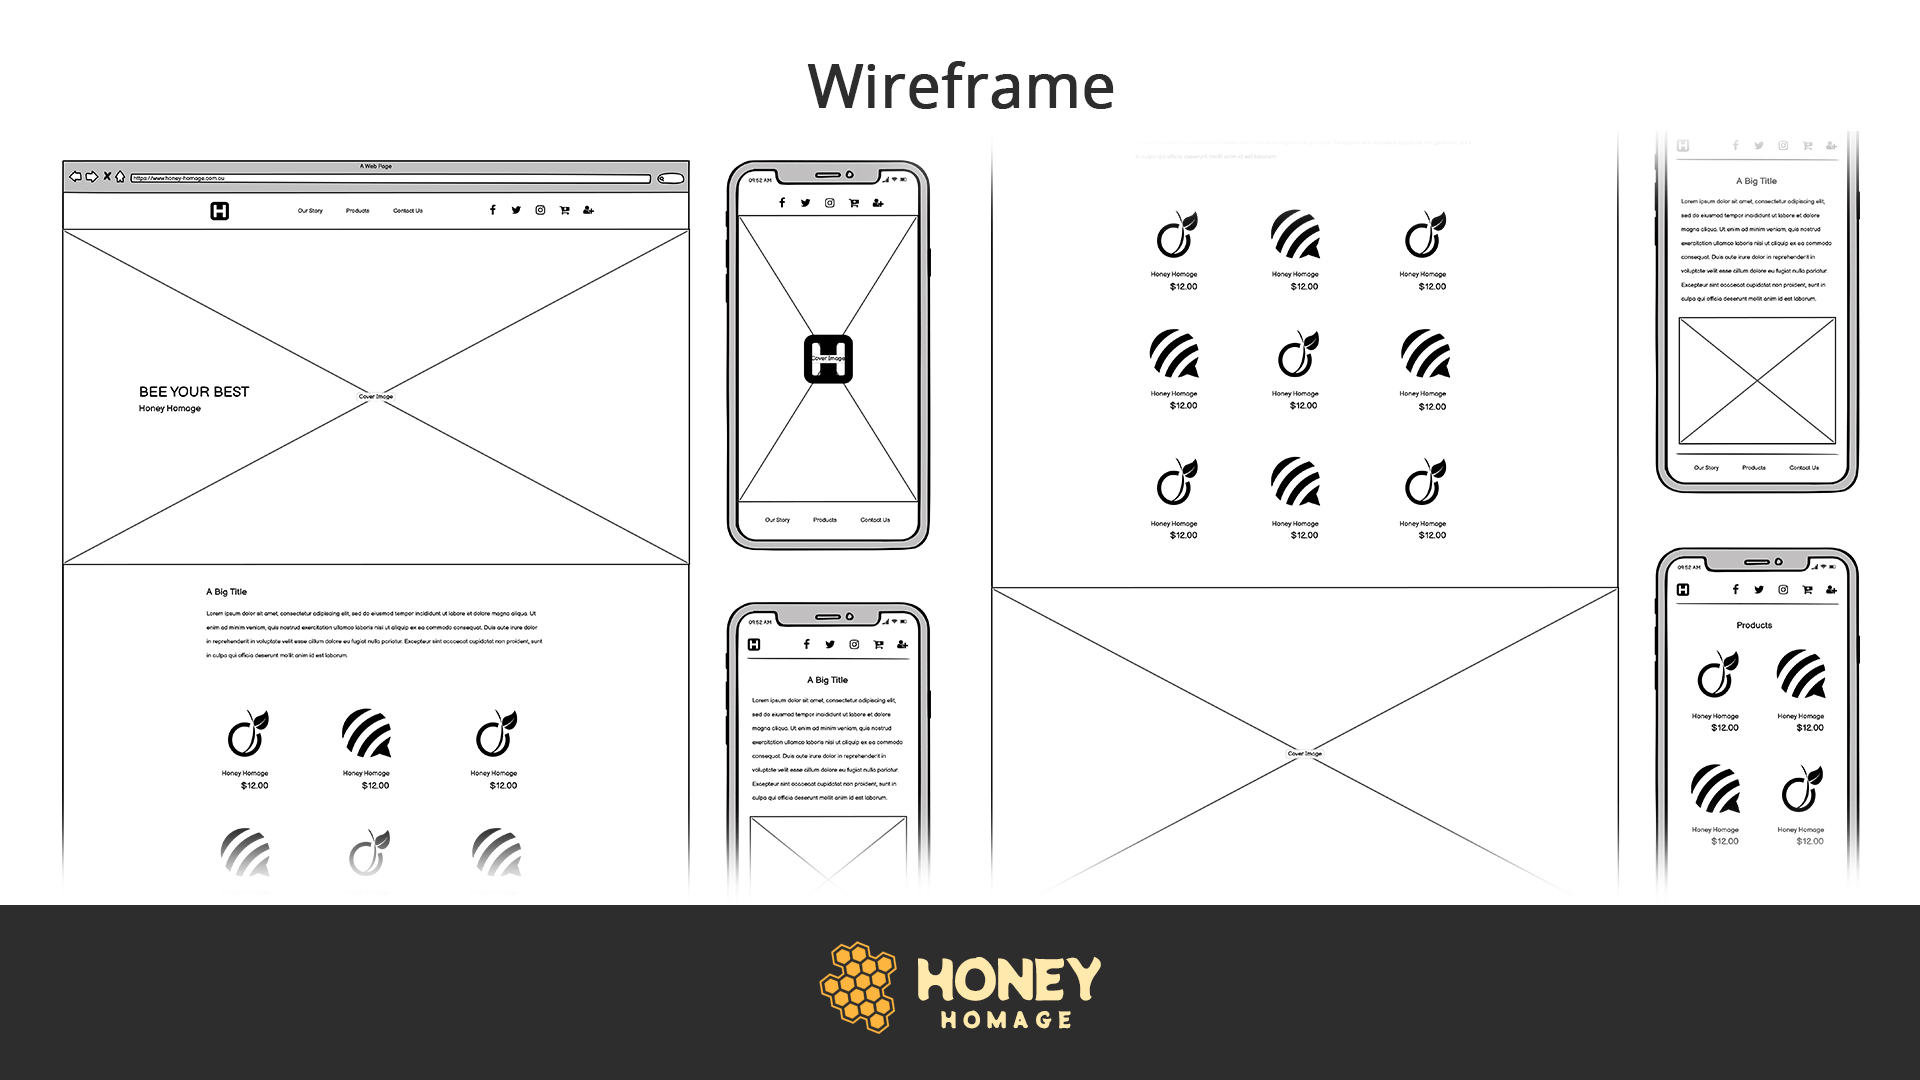 Wireframe
A Web Page
https://www.honey-homage.com.au
H
Our Story
Products
Contact Us
BEE YOUR BEST
Honey Homage
Cover Image
A Big Title
Lorem ipsum dolor sit amet, consectetur adipiscing elit, sed do eiusmod tempor incididunt ut labore et dolore magna aliqua. Ut
enim ad minim veniam, quis nostrud exercitation ullamco laboris nisi ut aliquip ex ea commodo consequat. Duis aute irure dolor
in reprehenderit in voluptate velit esse cillum dolore eu fugiat nulla pariatur. Excepteur sint occaecat cupidatat non proident, sunt
in culpa qui officia deserunt mollit anim id est laborum.
Honey Homage
$12.00
Honey Homage
$12.00
Honey Homage
$12.00
09:52 AM
H
Cover Image
Our Story
Products
Contact Us
09:52 AM
H
A Big Title
Lorem ipsum dolor sit amet, consectetur adipiscing elit,
sed do eiusmod tempor incididunt ut labore et dolore
magna aliqua. Ut enim ad minim veniam, quis nostrud
exercitation ullamco laboris nisi ut aliquip ex ea commodo
consequat. Duis aute irure dolor in reprehenderit in
voluptate velit esse cillum dolore eu fugiat nulla pariatur.
Excepteur sint occaecat cupidatat non proident, sunt in
culpa qui officia deserunt mollit anim id est laborum.
in culpa qui officia deserunt mollit anim id est laborum.
Honey Homage
$12.00
Honey Homage
$12.00
Honey Homage
$12.00
Honey Homage
$12.00
Honey Homage
$12.00
Honey Homage
$12.00
Honey Homage
$12.00
Honey Homage
$12.00
Honey Homage
$12.00
Cover Image
H
A Big Title
Lorem ipsum dolor sit amet, consectetur adipiscing elit,
sed do eiusmod tempor incididunt ut labore et dolore
magna aliqua. Ut enim ad minim veniam, quis nostrud
exercitation ullamco laboris nisi ut aliquip ex ea commodo
consequat. Duis aute irure dolor in reprehenderit in
voluptate velit esse cillum dolore eu fugiat nulla pariatur.
Excepteur sint occaecat cupidatat non proident, sunt in
culpa qui officia deserunt mollit anim id est laborum.
Our Story
Products
Contact Us
09:52 AM
H
Products
Honey Homage
$12.00
Honey Homage
$12.00
Honey Homage
$12.00
Honey Homage
$12.00
HONEY
HOMAGE